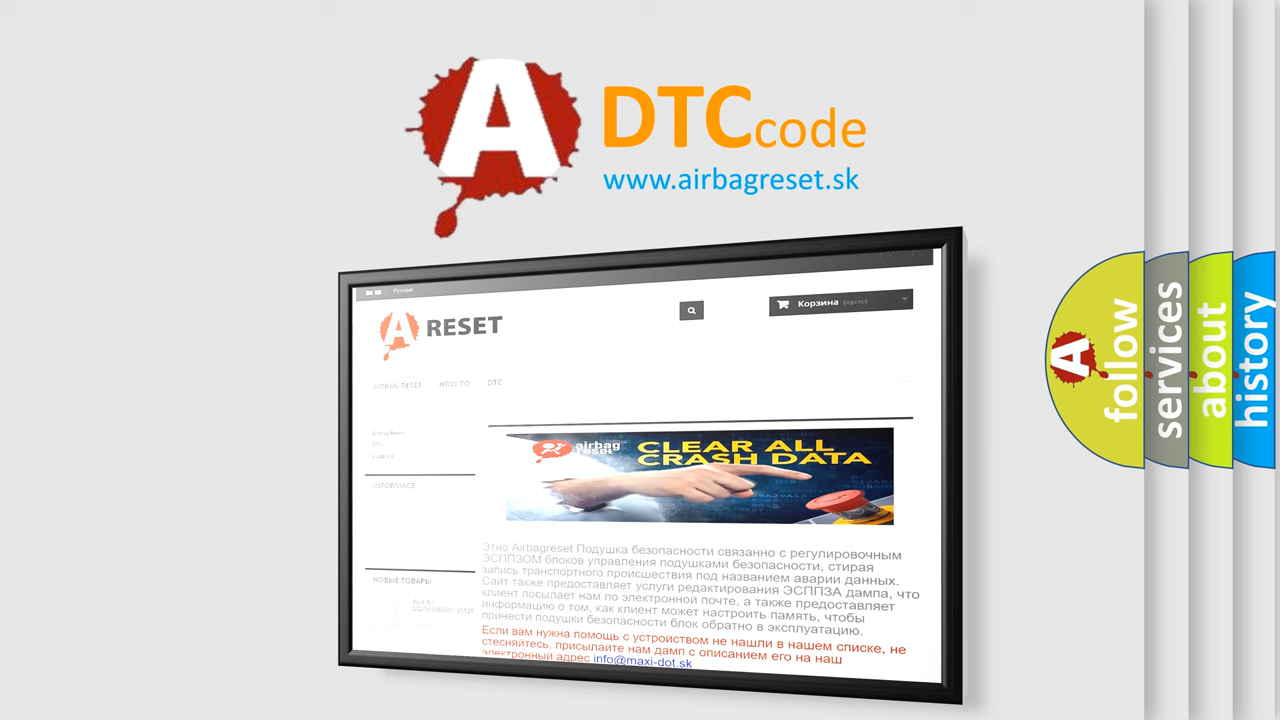 A DTCcode
www.airbagreset.sk
Русский
A RESET
Корзина (пусто)
AIRBAG RESET HOW TO DTC
Airbag Reset
DTC
INFORMACE
airbag
reset
CLEAR ALL
CRASH DATA
Этно Airbagreset Подушка безопасности связанно с регулировочным
ЭСППЗОМ блоков управления подушками безопасности, стирая
запись транспортного происшествия под названием аварии данных.
Сайт также предоставляет услуги редактирования ЭСППЗА дампа, что
клиент посылает нам по электронной почте, а также предоставляет
информацию о том, как клиент может настроить память, чтобы
принести подушки безопасности блок обратно в эксплуатацию.
Если вам нужна помощь с устройством не нашли в нашем списке, не
стесняйтесь, присылайте нам дамп с описанием его на наш
электронный адрес info@maxi-dot.sk
НОВЫЕ ТОВАРЫ
A
follow
services
about
history